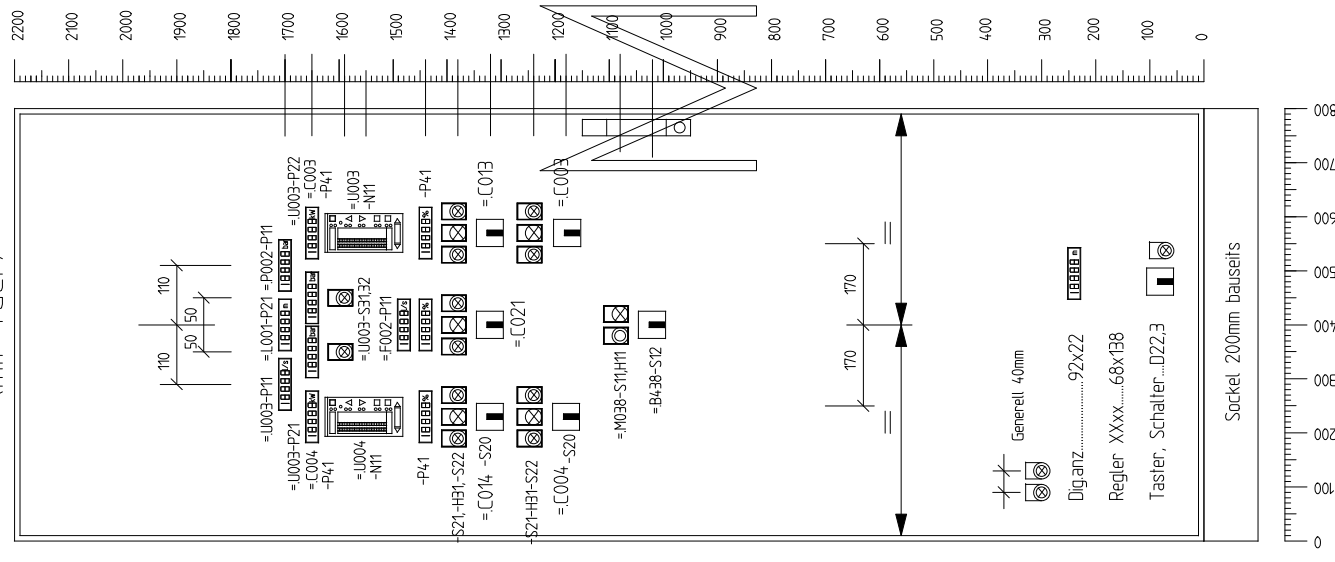 2200
2100
2000
1900
1800
1700
1600
1500
1400
1300
1200
1100
1000
900
800
700
600
500
400
300
200
100
0
800
700
600
500
400
300
200
100
0
110
110
50
50
=.U003-P22
=.C003
-P41
=.U003
-N11
-P41
=.C013
=.C003
=.P002-P11
=.L001-P21
=.U003-P11
=.U003-P21
=.C004
-P41
=.U004
-N11
-P41
=.U003-S31,32
=.F002-P11
=.C021
-S21,-H31,-S22
=.C014 -S20
-S21-H31-S22
=.C004 -S20
=.M038-S11,H11
=.B438-S12
170
170
=
=
Generell 40mm
Dig.anz..............92x22
Regler XXxx.....68x138
Taster, Schalter...D22,3
Sockel 200mm bauseits